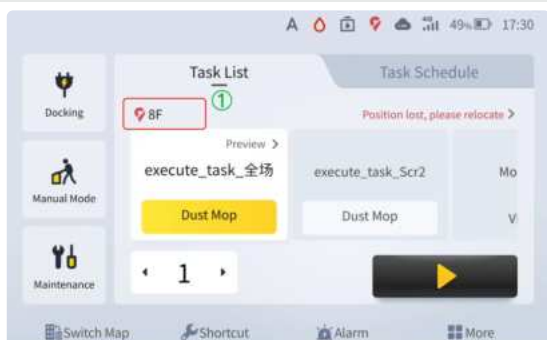 A 4G 49% 17:30
Docking
Manual Mode
Maintenance
Task List
Task Schedule
①
8F
Position lost, please relocate >
Preview >
execute_task_全场
Dust Mop
execute_task_Scr2
Dust Mop
Mo
V
1
Switch Map
Shortcut
Alarm
More